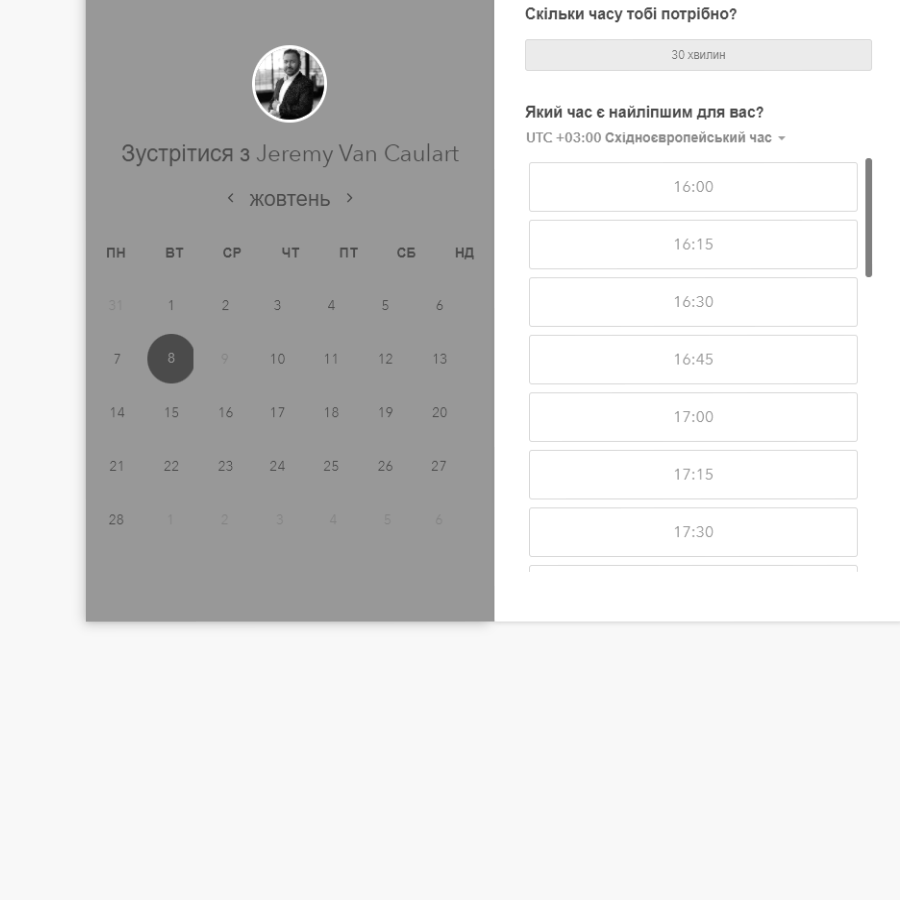 Зустрітися з Jeremy Van Caulart
жовтень
ПН ВТ СР ЧТ ПТ СБ НД
31 1 2 3 4 5 6
7 8 9 10 11 12 13
14 15 16 17 18 19 20
21 22 23 24 25 26 27
28 1 2 3 4 5 6
Скільки часу тобі потрібно?
30 хвилин
Який час є найліпшим для вас?
UTC +03:00 Східноєвропейський час
16:00
16:15
16:30
16:45
17:00
17:15
17:30